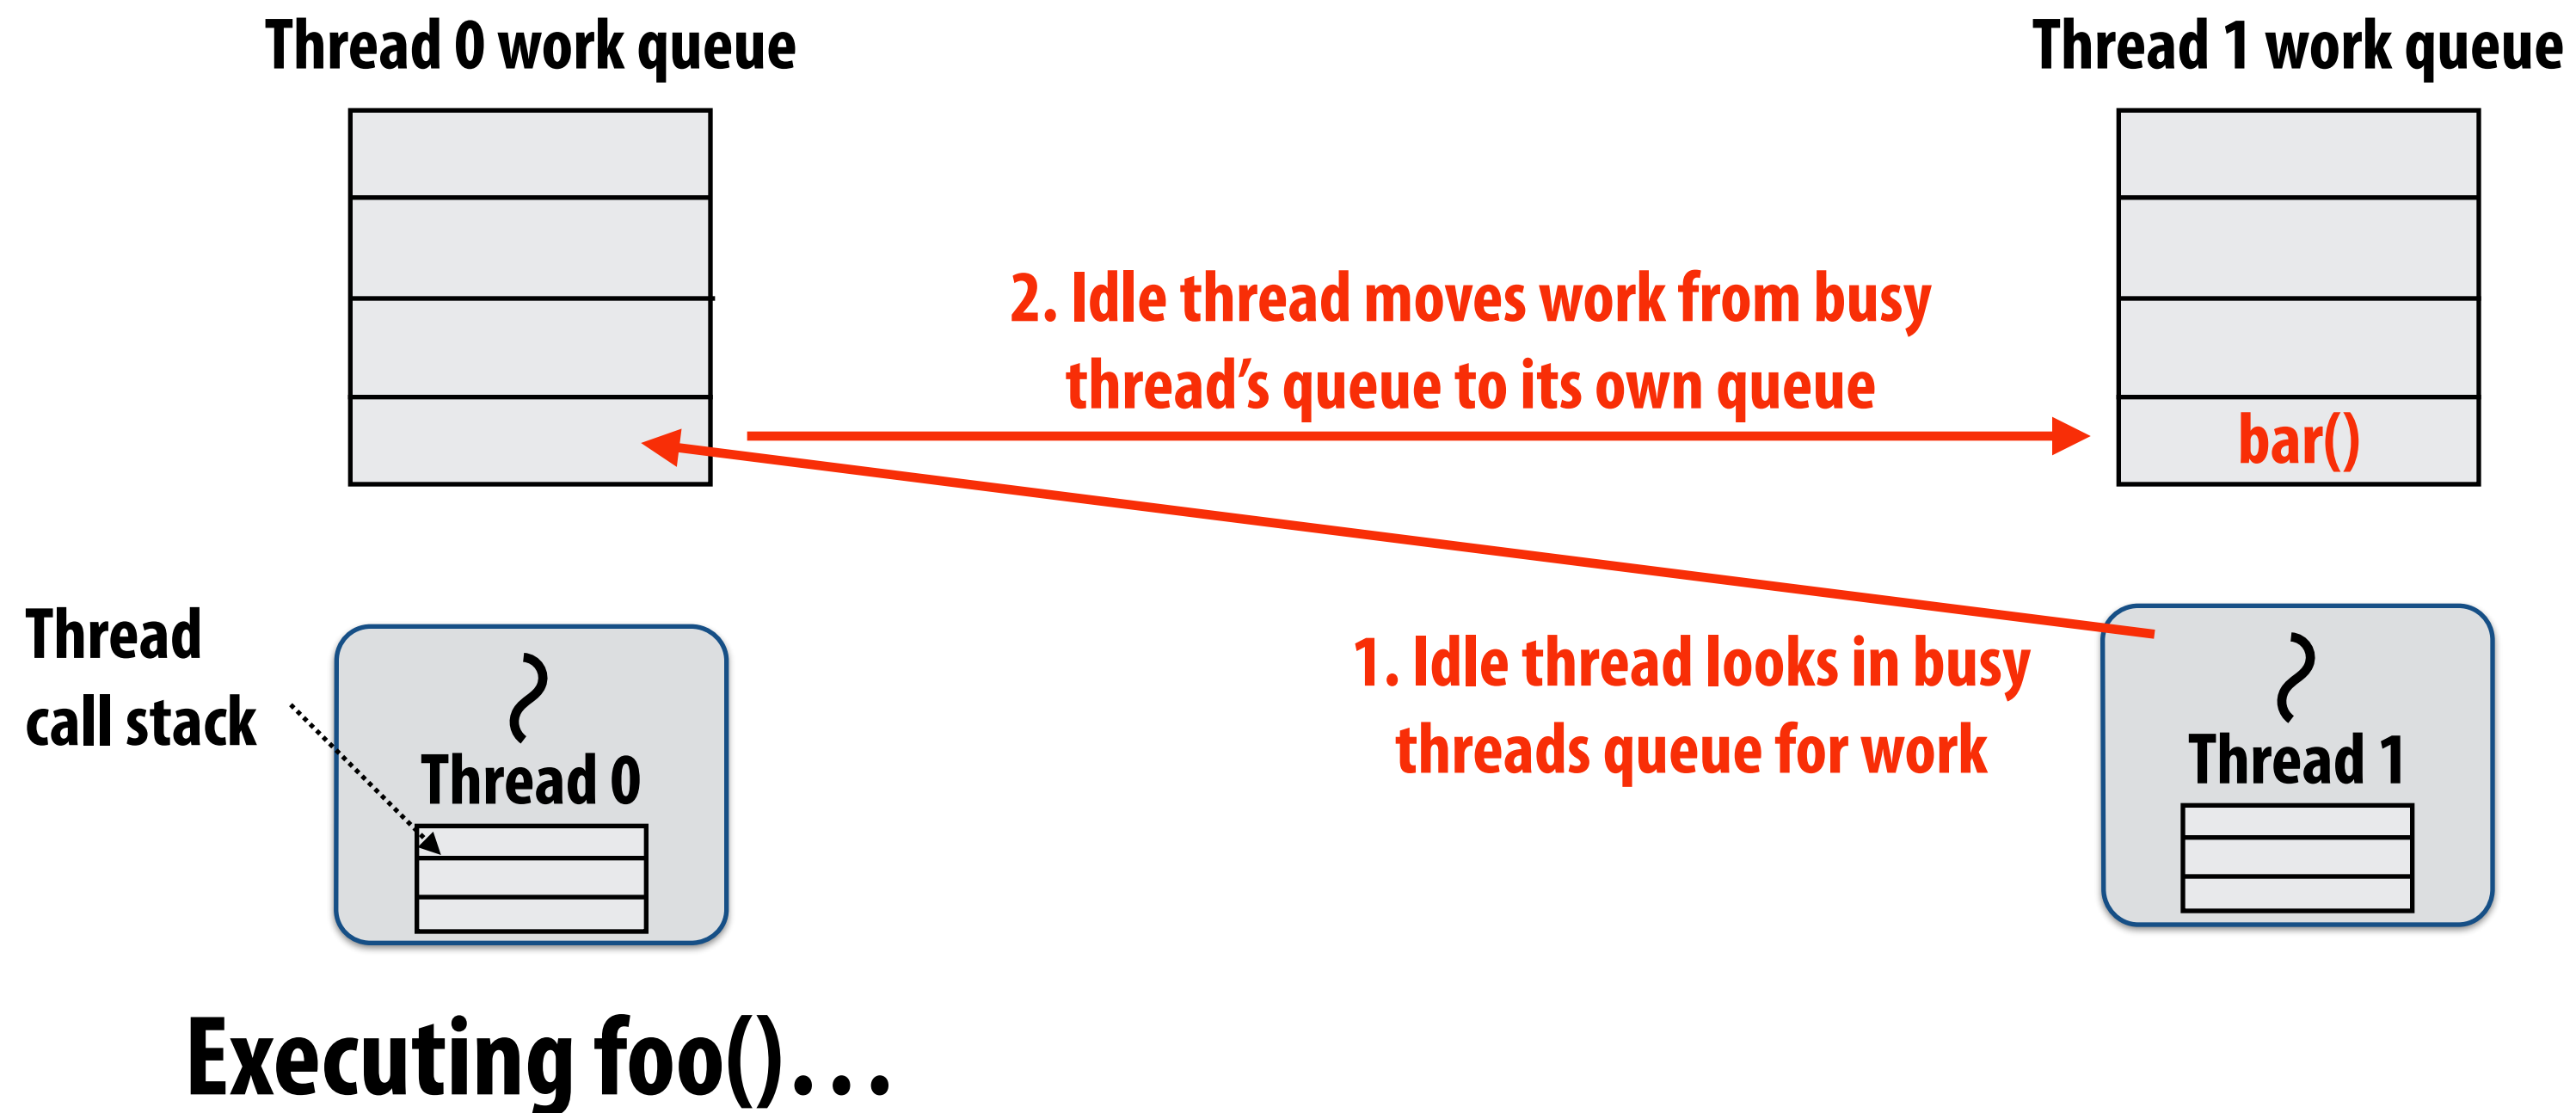 Thread 0 work queue
Thread 1 work queue
2. Idle thread moves work from busy
thread’s queue to its own queue
bar()
Thread
call stack
1. Idle thread looks in busy
threads queue for work
Thread 0
Thread 1
Executing foo()…